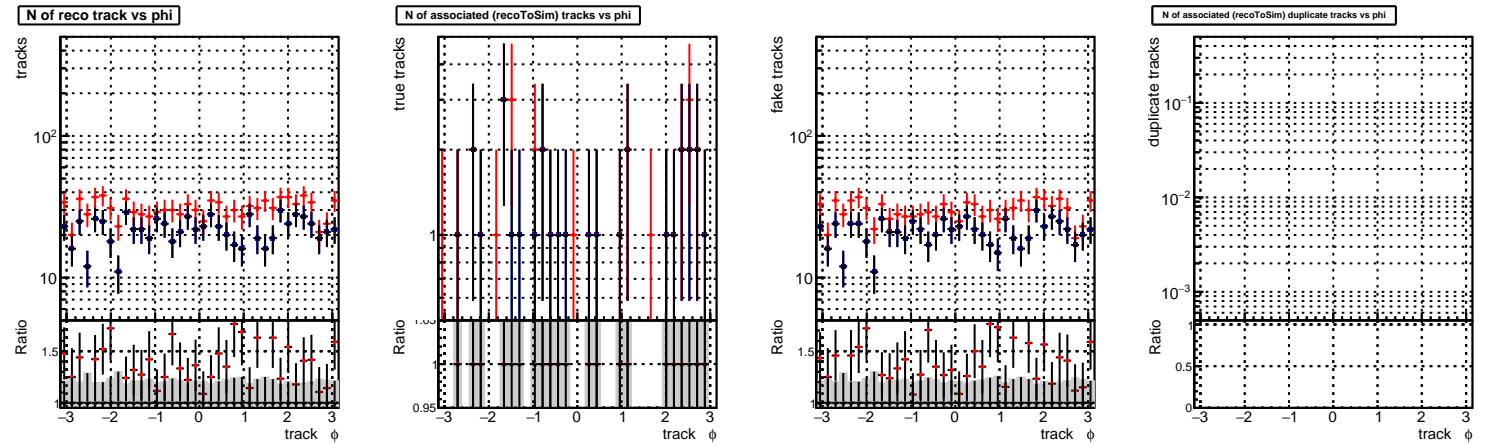 N of reco track vs phi
tracks
10²
10
Ratio
1.5
1
−3 −2 −1 0 1 2 3
track ϕ
N of associated (recoToSim) tracks vs phi
true tracks
1
Ratio
1.05
1
0.95
−3 −2 −1 0 1 2 3
track ϕ
fake tracks
10²
10
Ratio
1.5
1
−3 −2 −1 0 1 2 3
track ϕ
N of associated (recoToSim) duplicate tracks vs phi
duplicate tracks
10⁻¹
10⁻²
10⁻³
Ratio
1
0.5
0
−3 −2 −1 0 1 2 3
track ϕ